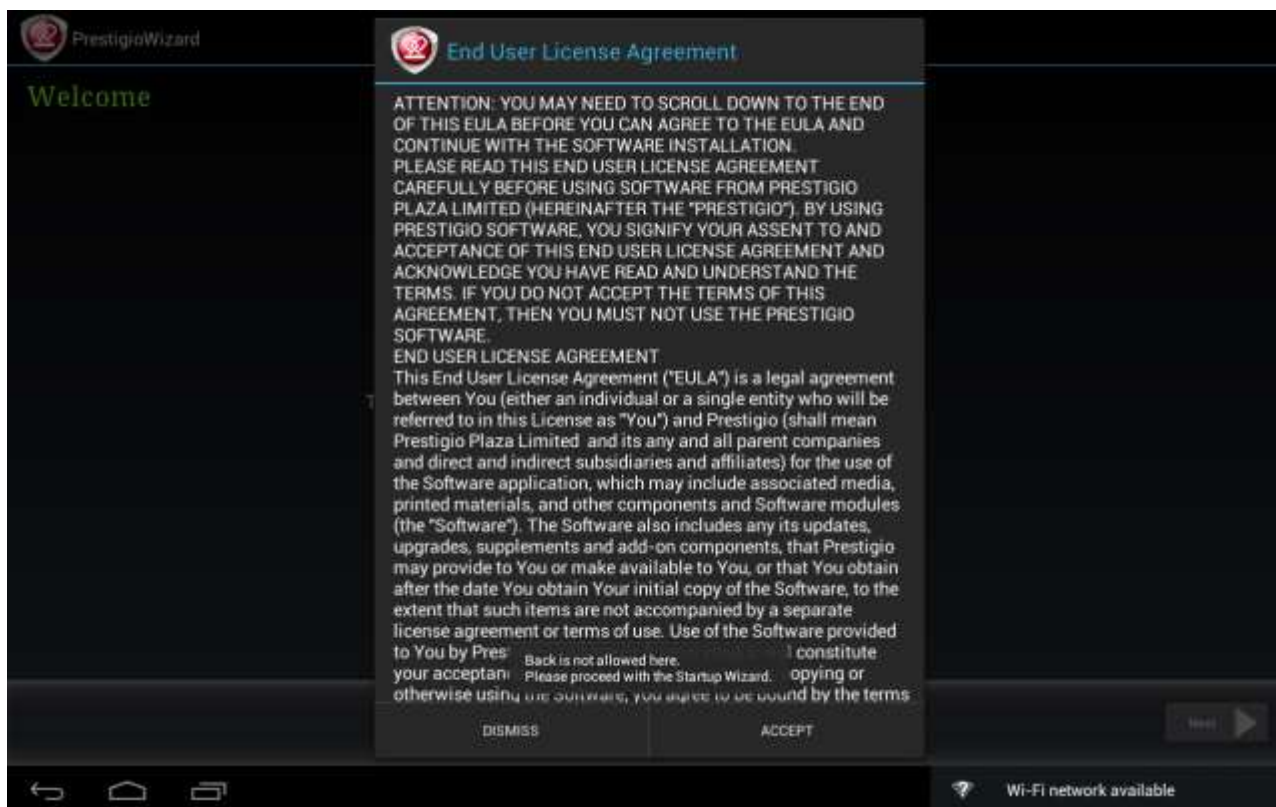 PrestigioWizard
Welcome
End User License Agreement
ATTENTION: YOU MAY NEED TO SCROLL DOWN TO THE END
OF THIS EULA BEFORE YOU CAN AGREE TO THE EULA AND
CONTINUE WITH THE SOFTWARE INSTALLATION.
PLEASE READ THIS END USER LICENSE AGREEMENT
CAREFULLY BEFORE USING SOFTWARE FROM PRESTIGIO
PLAZA LIMITED (HEREINAFTER THE "PRESTIGIO"). BY USING
PRESTIGIO SOFTWARE, YOU SIGNIFY YOUR ASSENT TO AND
ACCEPTANCE OF THIS END USER LICENSE AGREEMENT AND
ACKNOWLEDGE YOU HAVE READ AND UNDERSTAND THE
TERMS. IF YOU DO NOT ACCEPT THE TERMS OF THIS
AGREEMENT, THEN YOU MUST NOT USE THE PRESTIGIO
SOFTWARE.
END USER LICENSE AGREEMENT
This End User License Agreement ("EULA") is a legal agreement
between You (either an individual or a single entity who will be
referred to in this License as "You") and Prestigio (shall mean
Prestigio Plaza Limited and its any and all parent companies
and direct and indirect subsidiaries and affiliates) for the use of
the Software application, which may include associated media,
printed materials, and other components and Software modules
(the "Software"). The Software also includes any its updates,
upgrades, supplements and add-on components, that Prestigio
may provide to You or make available to You, or that You obtain
after the date You obtain Your initial copy of the Software, to the
extent that such items are not accompanied by a separate
license agreement or terms of use. Use of the Software provided
to You by Pres constitute
your acceptan opying or
otherwise using the Software, you agree to be bound by the terms
Back is not allowed here.
Please proceed with the Startup Wizard.
DISMISS
ACCEPT
Next
Wi-Fi network available